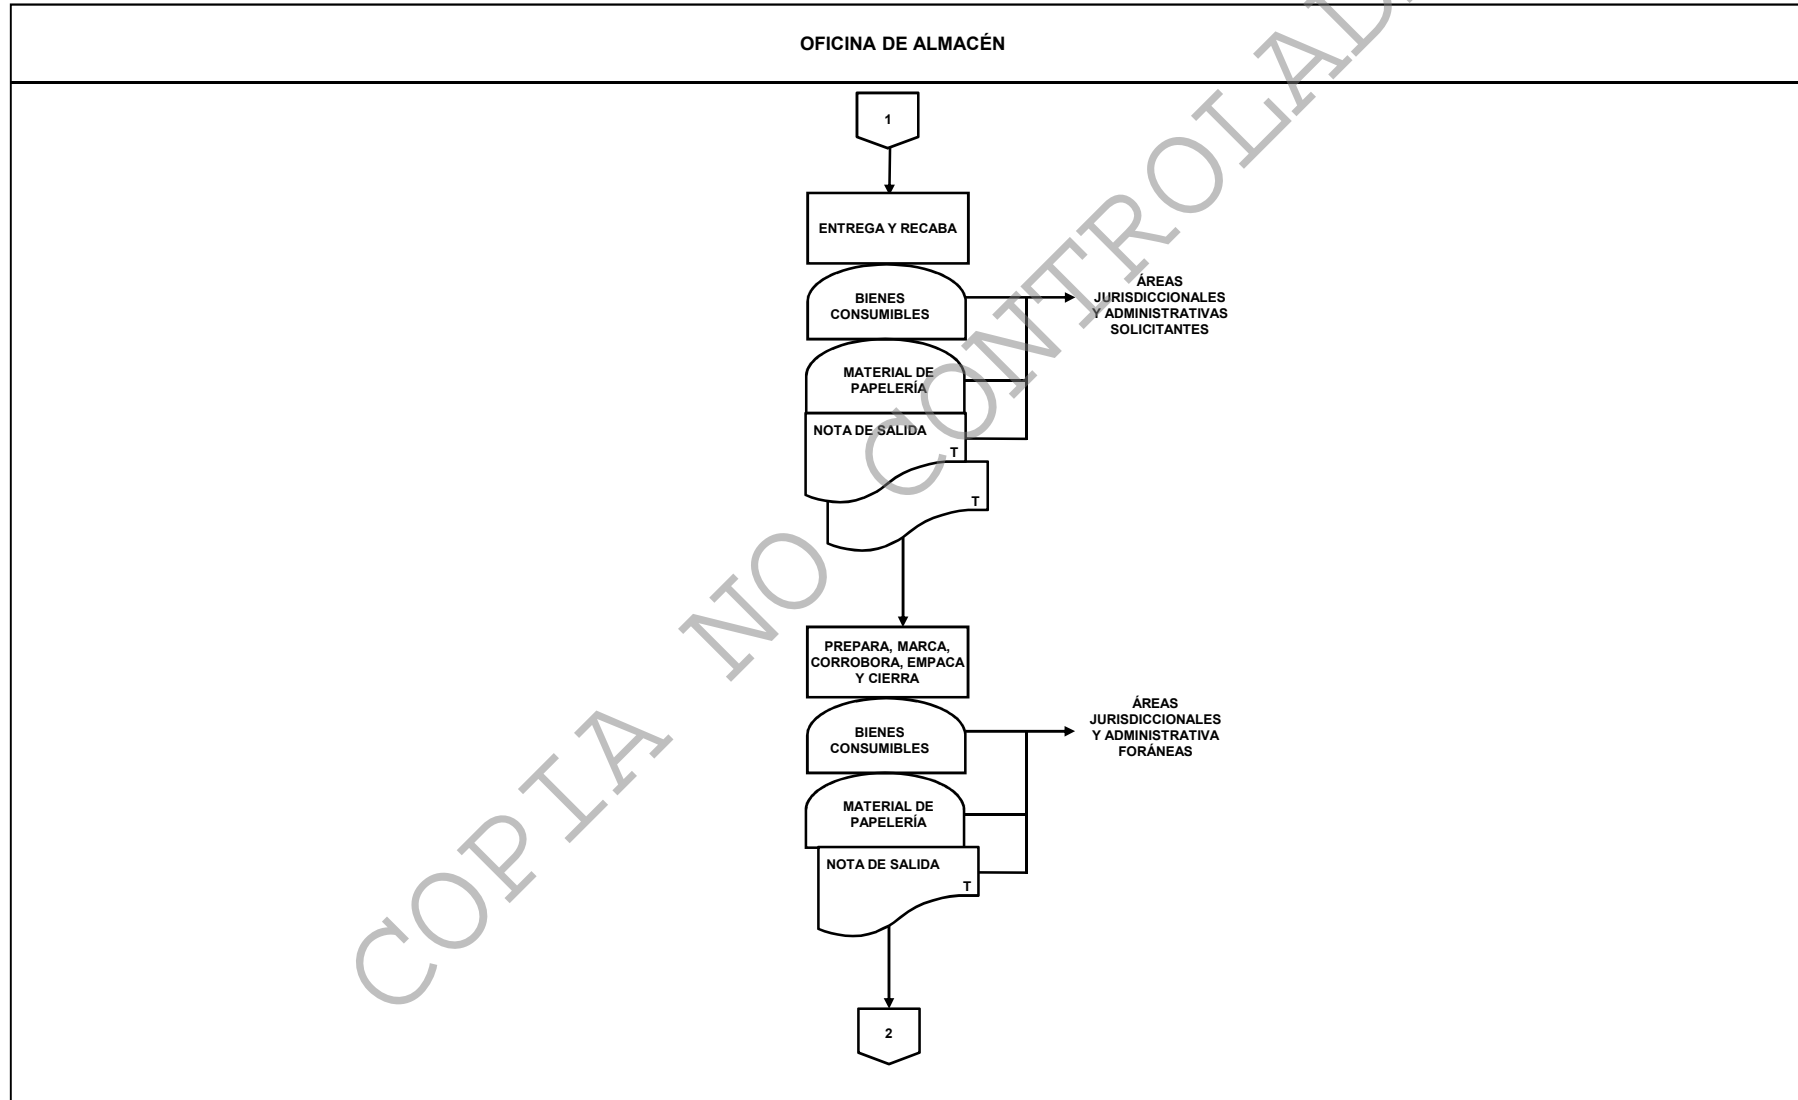 OFICINA DE ALMACÉN
1
ENTREGA Y RECABA
BIENES
CONSUMIBLES
ÁREAS
JURISDICCIONALES
Y ADMINISTRATIVAS
SOLICITANTES
MATERIAL DE
PAPELERÍA
NOTA DE SALIDA
T
T
PREPARA, MARCA,
CORROBORA, EMPACA
Y CIERRA
BIENES
CONSUMIBLES
ÁREAS
JURISDICCIONALES
Y ADMINISTRATIVA
FORÁNEAS
MATERIAL DE
PAPELERÍA
NOTA DE SALIDA
T
2
COPIA NO CONTROLAD